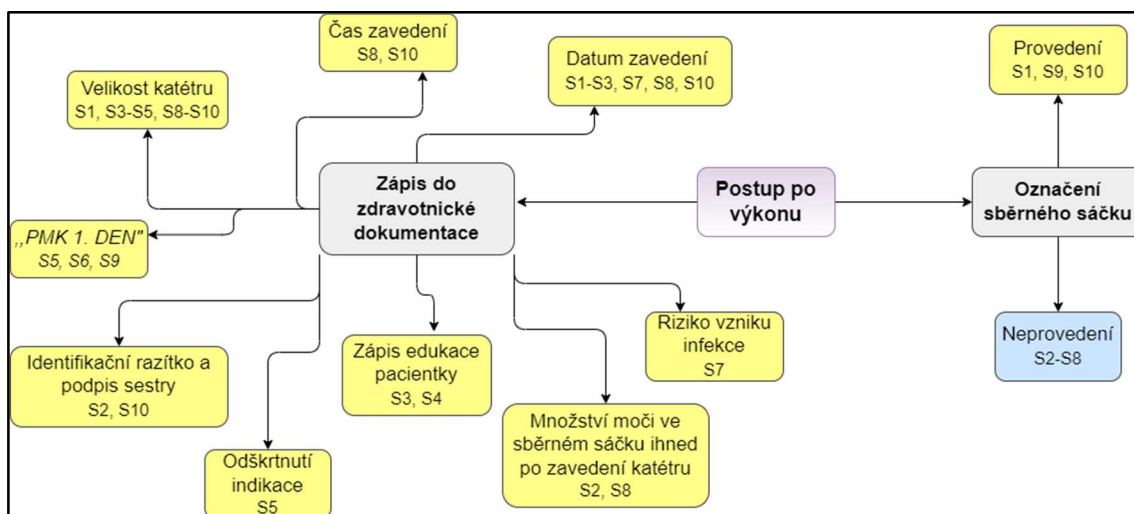 Čas zavedení
S8, S10
Datum zavedení
S1-S3, S7, S8, S10
Provedení
S1, S9, S10
Velikost katétru
S1, S3-S5, S8-S10
Zápis do
zdravotnické
dokumentace
Postup po
výkonu
Označení
sběrného sáčku
,,PMK 1. DEN"
S5, S6, S9
Identifikační razítko a
podpis sestry
S2, S10
Zápis edukace
pacientky
S3, S4
Riziko vzniku
infekce
S7
Neprovedení
S2-S8
Odškrtnutí
indikace
S5
Množství moči ve
sběrném sáčku ihned
po zavedení katétru
S2, S8